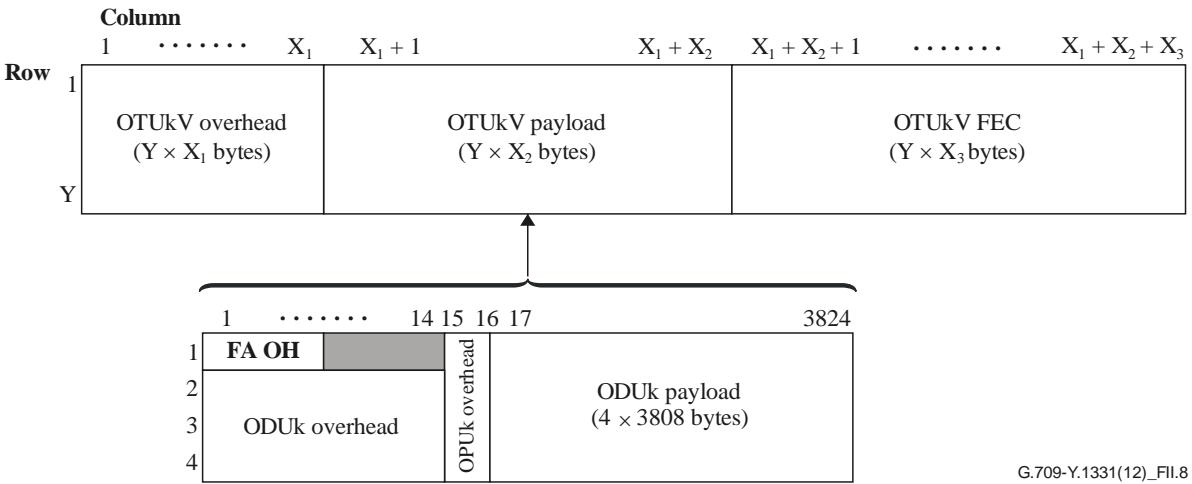 Column
1 ······· X₁ X₁ + 1 X₁ + X₂ X₁ + X₂ + 1 ······· X₁ + X₂ + X₃
Row 1
OTUkV overhead
(Y × X₁ bytes)
OTUkV payload
(Y × X₂ bytes)
OTUkV FEC
(Y × X₃ bytes)
Y
1 ······· 14 15 16 17 3824
1 FA OH
2
3 ODUk overhead
4
OPUk overhead
ODUk payload
(4 × 3808 bytes)
G.709-Y.1331(12)_FII.8